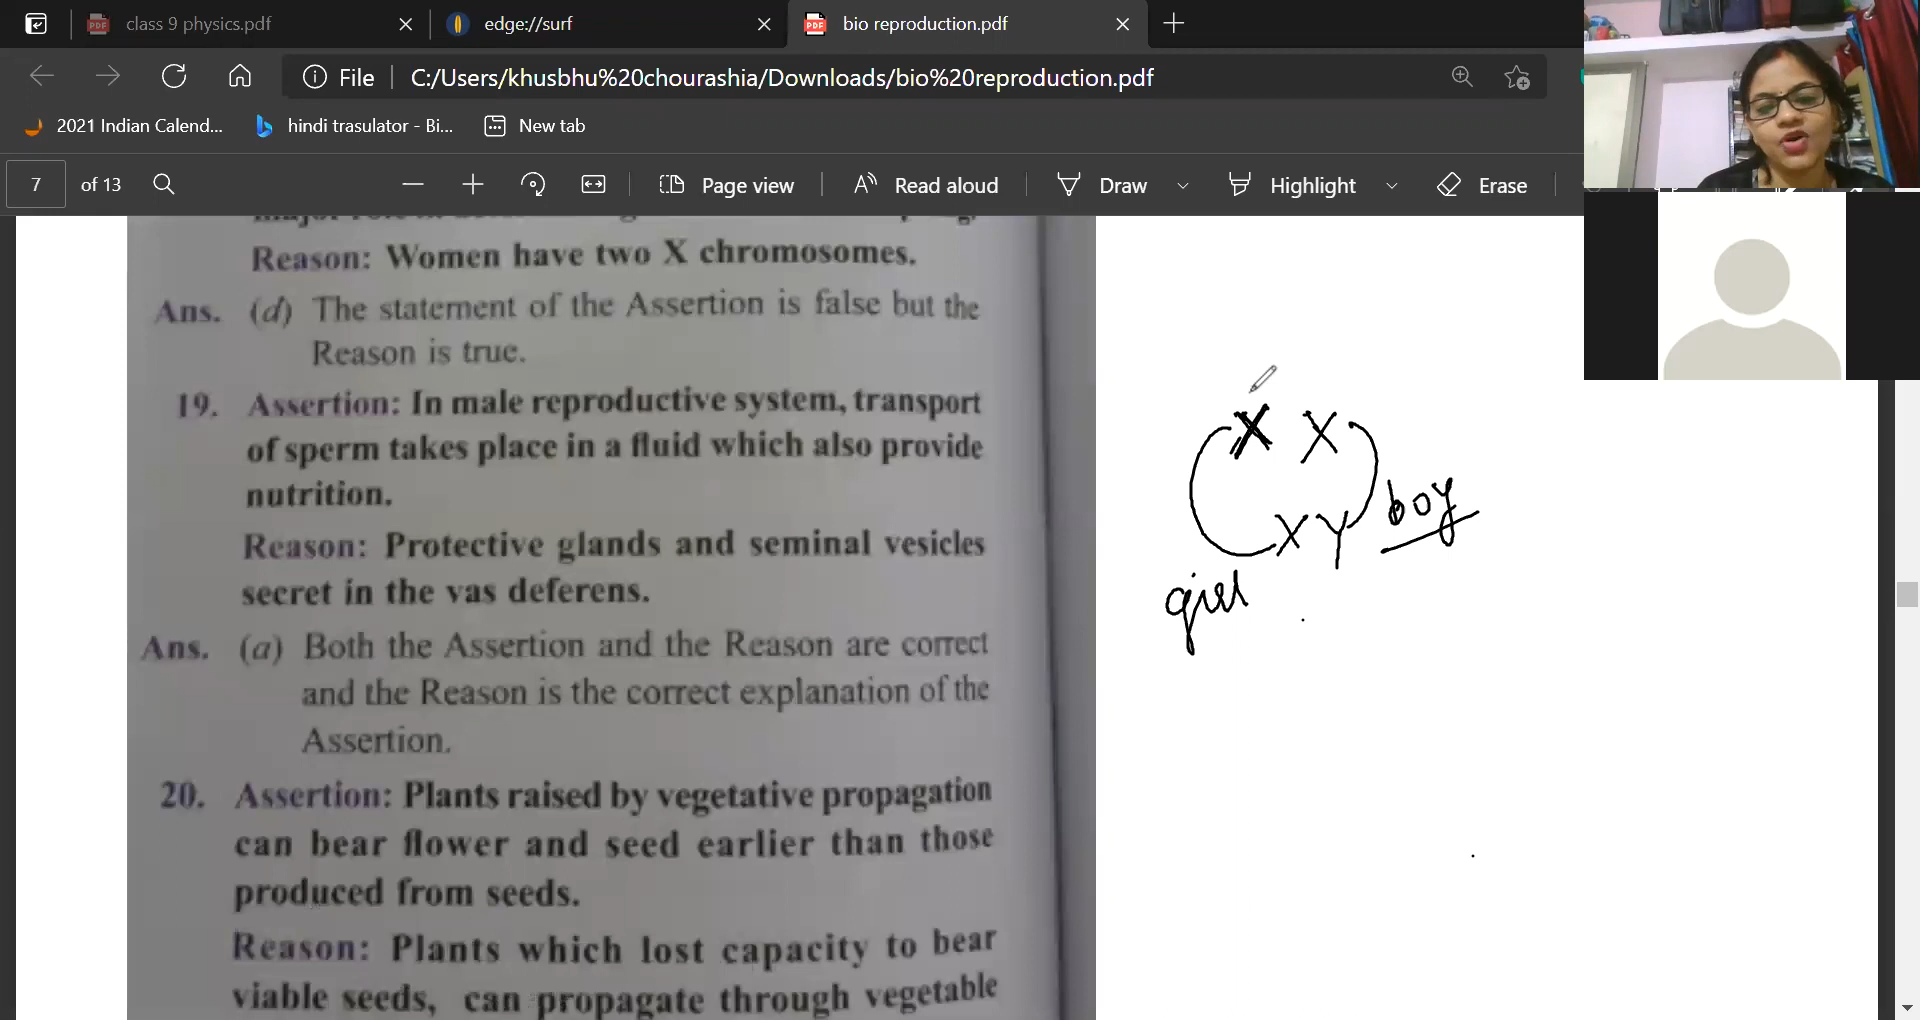 class 9 physics.pdf
edge://surf
bio reproduction.pdf
File C:/Users/khusbhu%20chourashia/Downloads/bio%20reproduction.pdf
2021 Indian Calend...
hindi trasulator - Bi...
New tab
7 of 13
Page view
Read aloud
Draw
Highlight
Erase
Reason: Women have two X chromosomes.
Ans. (d) The statement of the Assertion is false but the
Reason is true.
19. Assertion: In male reproductive system, transport
of sperm takes place in a fluid which also provide
nutrition.
Reason: Protective glands and seminal vesicles
secret in the vas deferens.
Ans. (a) Both the Assertion and the Reason are correct
and the Reason is the correct explanation of the
Assertion.
20. Assertion: Plants raised by vegetative propagation
can bear flower and seed earlier than those
produced from seeds.
Reason: Plants which lost capacity to bear
viable seeds, can propagate through vegetable
X X
XY
boy
girl